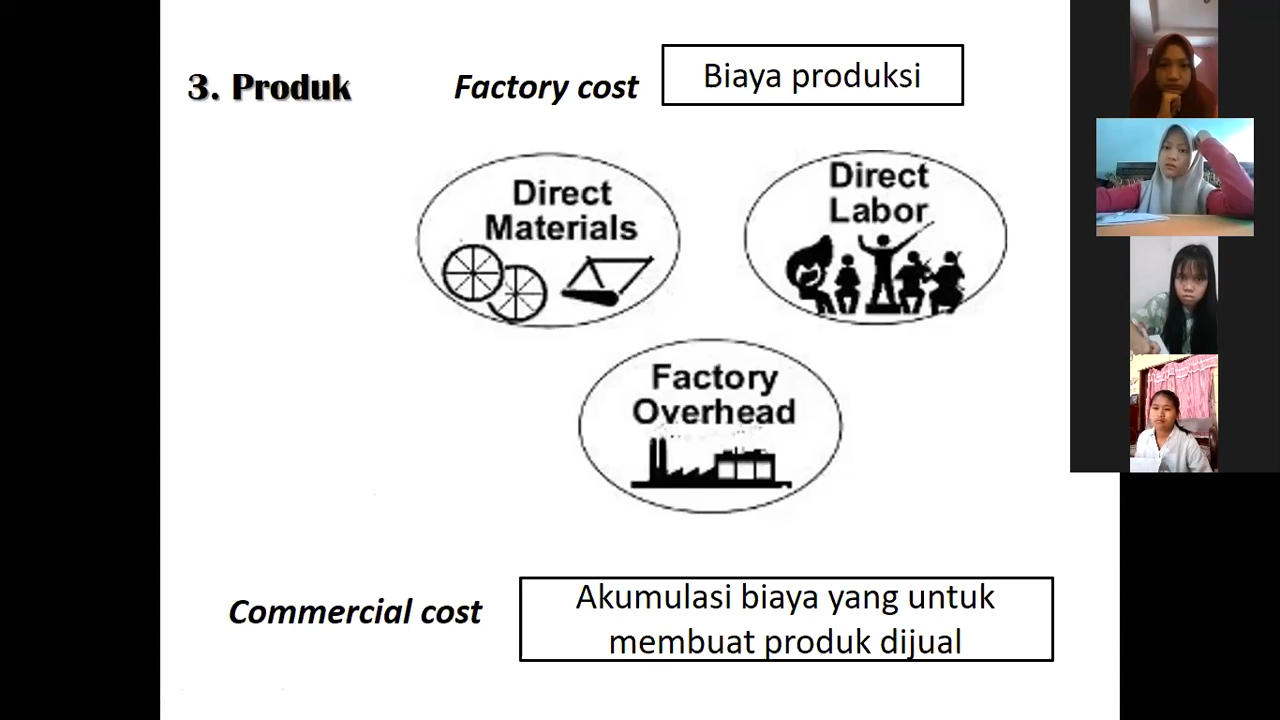 3. Produk
Factory cost
Biaya produksi
Direct
Materials
Direct
Labor
Factory
Overhead
Commercial cost
Akumulasi biaya yang untuk
membuat produk dijual